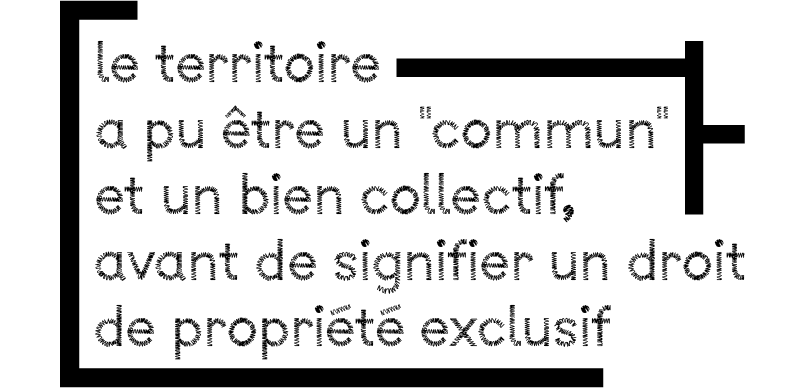 le territoire
a pu être un "commun"
et un bien collectif,
avant de signifier un droit
de propriété exclusif